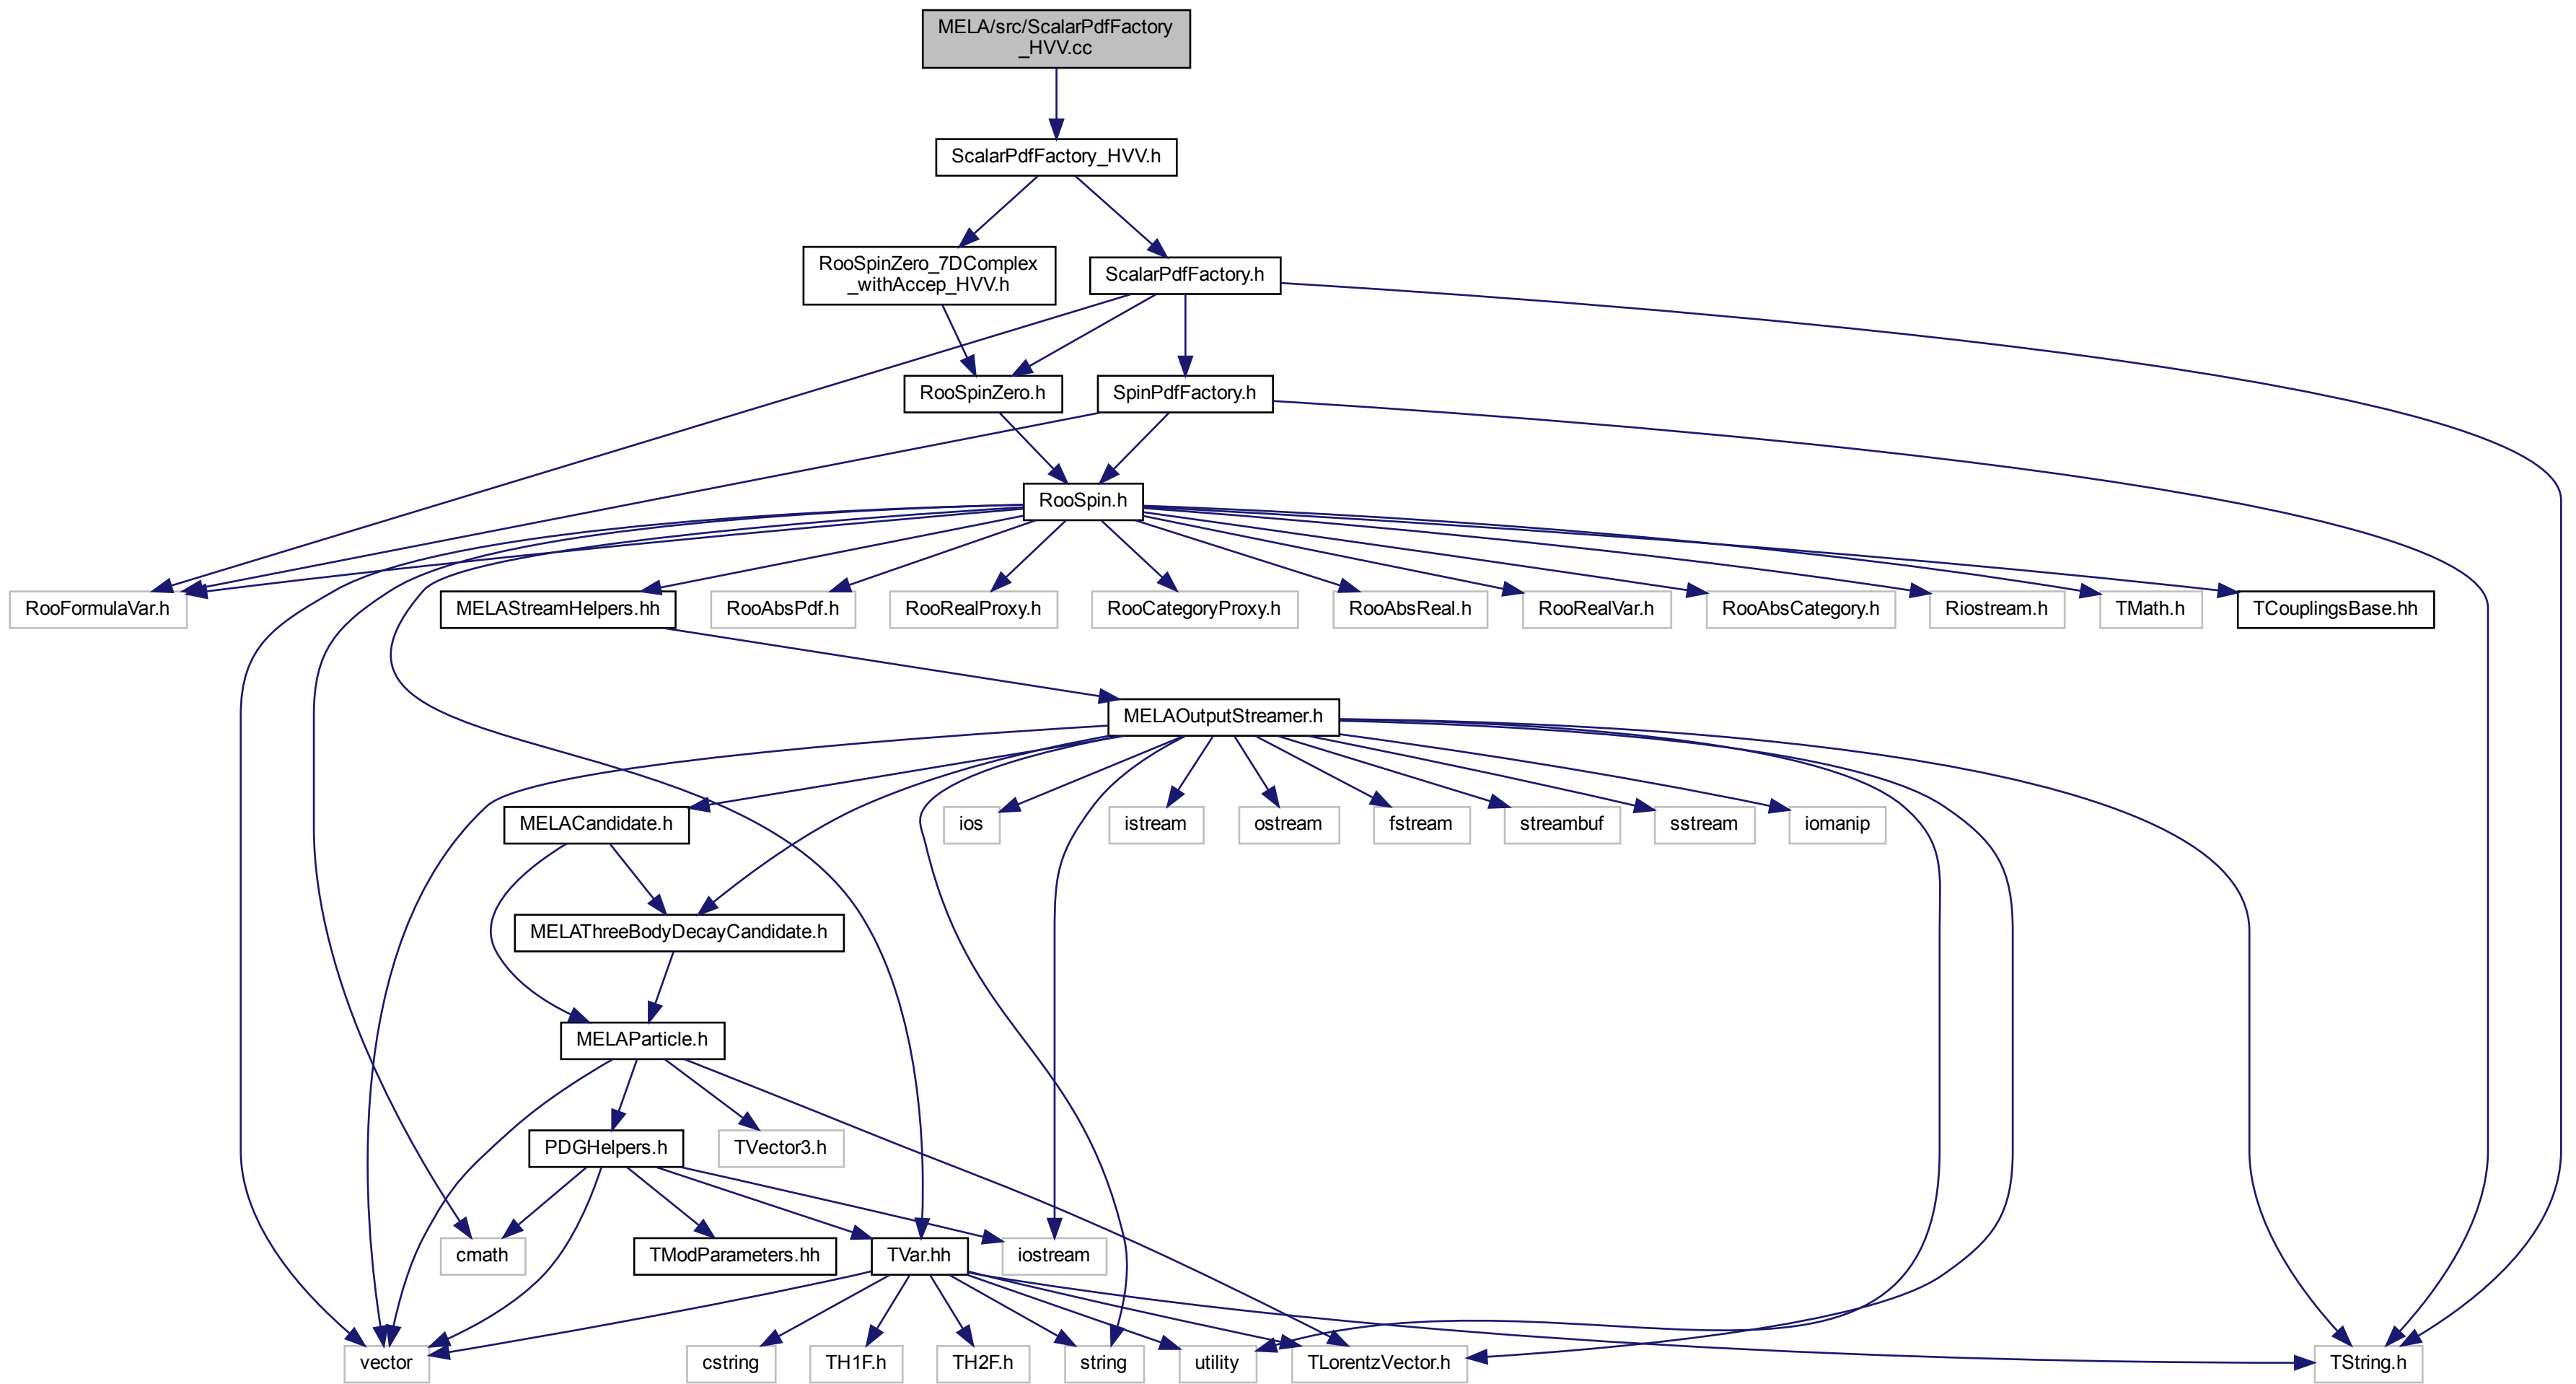 MELA/src/ScalarPdfFactory
_HVV.cc
ScalarPdfFactory_HVV.h
RooSpinZero_7DComplex
_withAccep_HVV.h
ScalarPdfFactory.h
RooSpinZero.h
SpinPdfFactory.h
RooSpin.h
RooFormulaVar.h
MELAStreamHelpers.hh
RooAbsPdf.h
RooRealProxy.h
RooCategoryProxy.h
RooAbsReal.h
RooRealVar.h
RooAbsCategory.h
Riostream.h
TMath.h
TCouplingsBase.hh
MELAOutputStreamer.h
MELACandidate.h
ios
istream
ostream
fstream
streambuf
sstream
iomanip
MELAThreeBodyDecayCandidate.h
MELAParticle.h
PDGHelpers.h
TVector3.h
cmath
TModParameters.hh
TVar.hh
iostream
vector
cstring
TH1F.h
TH2F.h
string
utility
TLorentzVector.h
TString.h